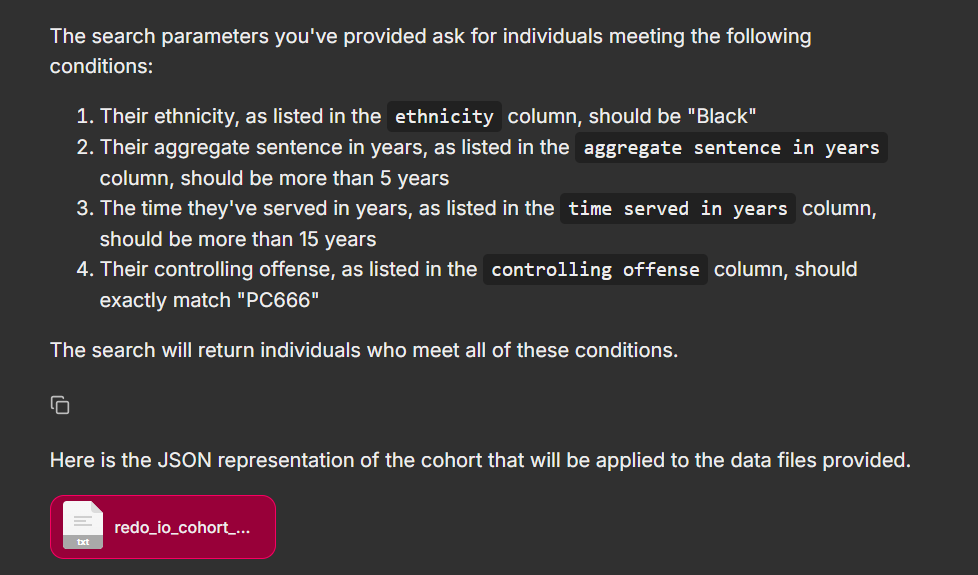 The search parameters you've provided ask for individuals meeting the following
conditions:
1. Their ethnicity, as listed in the ethnicity column, should be "Black"
2. Their aggregate sentence in years, as listed in the aggregate sentence in years
column, should be more than 5 years
3. The time they've served in years, as listed in the time served in years column,
should be more than 15 years
4. Their controlling offense, as listed in the controlling offense column, should
exactly match "PC666"
The search will return individuals who meet all of these conditions.
Here is the JSON representation of the cohort that will be applied to the data files provided.
redo_io_cohort_...
txt